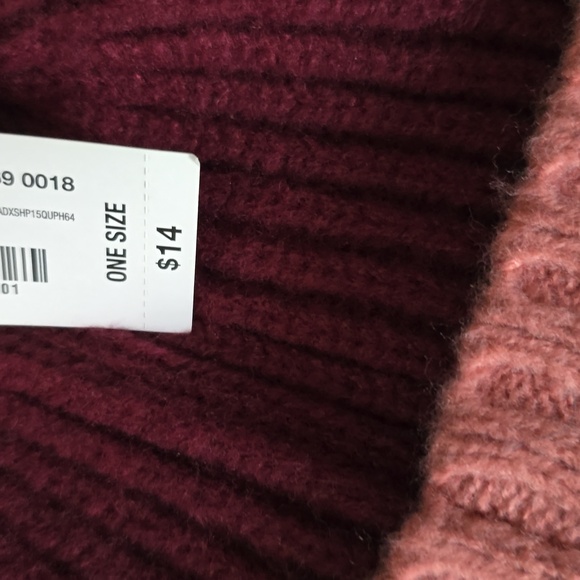 9 0018
ADXSHP15QUPH64
01
ONE SIZE
$14